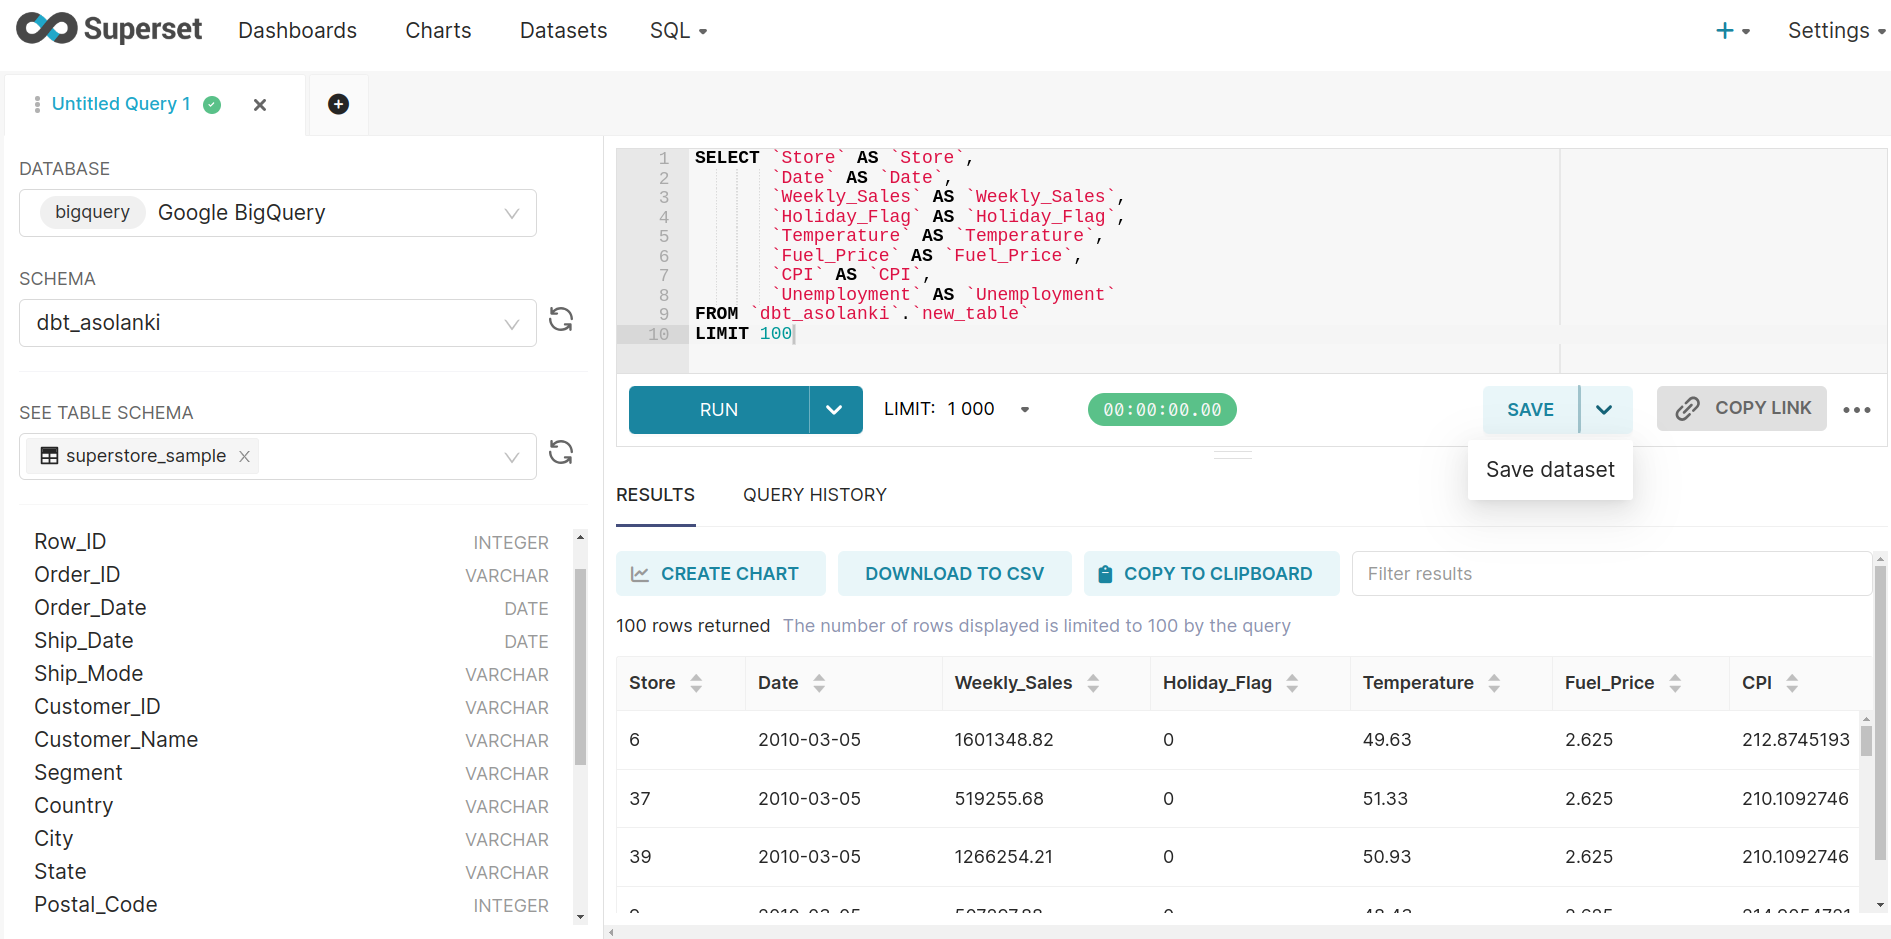 Superset Dashboards Charts Datasets SQL + Settings
Untitled Query 1
DATABASE
bigquery Google BigQuery
SCHEMA
dbt_asolanki
SEE TABLE SCHEMA
superstore_sample
Row_ID INTEGER
Order_ID VARCHAR
Order_Date DATE
Ship_Date DATE
Ship_Mode VARCHAR
Customer_ID VARCHAR
Customer_Name VARCHAR
Segment VARCHAR
Country VARCHAR
City VARCHAR
State VARCHAR
Postal_Code INTEGER
1 SELECT `Store` AS `Store`,
2 `Date` AS `Date`,
3 `Weekly_Sales` AS `Weekly_Sales`,
4 `Holiday_Flag` AS `Holiday_Flag`,
5 `Temperature` AS `Temperature`,
6 `Fuel_Price` AS `Fuel_Price`,
7 `CPI` AS `CPI`,
8 `Unemployment` AS `Unemployment`
9 FROM `dbt_asolanki`.`new_table`
10 LIMIT 100
RUN LIMIT: 1 000 00:00:00.00 SAVE COPY LINK
Save dataset
RESULTS QUERY HISTORY
CREATE CHART DOWNLOAD TO CSV COPY TO CLIPBOARD Filter results
100 rows returned The number of rows displayed is limited to 100 by the query
Store Date Weekly_Sales Holiday_Flag Temperature Fuel_Price CPI
6 2010-03-05 1601348.82 0 49.63 2.625 212.8745193
37 2010-03-05 519255.68 0 51.33 2.625 210.1092746
39 2010-03-05 1266254.21 0 50.93 2.625 210.1092746